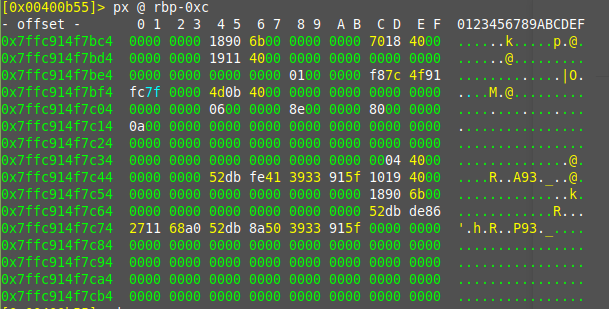 [0x00400b55]> px @ rbp-0xc
- offset -       0 1  2 3  4 5  6 7  8 9  A B  C D  E F  0123456789ABCDEF
0x7ffc914f7bc4  0000 0000 1890 6b00 0000 0000 7018 4000  ......k.....p.@.
0x7ffc914f7bd4  0000 0000 1911 4000 0000 0000 0000 0000  ......@.........
0x7ffc914f7be4  0000 0000 0000 0000 0100 0000 f87c 4f91  .............|O.
0x7ffc914f7bf4  fc7f 0000 4d0b 4000 0000 0000 0000 0000  ....M.@.........
0x7ffc914f7c04  0000 0000 0600 0000 8e00 0000 8000 0000  ................
0x7ffc914f7c14  0a00 0000 0000 0000 0000 0000 0000 0000  ................
0x7ffc914f7c24  0000 0000 0000 0000 0000 0000 0000 0000  ................
0x7ffc914f7c34  0000 0000 0000 0000 0000 0000 0004 4000  ..............@.
0x7ffc914f7c44  0000 0000 52db fe41 3933 915f 1019 4000  ....R..A93._..@.
0x7ffc914f7c54  0000 0000 0000 0000 0000 0000 1890 6b00  ..............k.
0x7ffc914f7c64  0000 0000 0000 0000 0000 0000 52db de86  ............R...
0x7ffc914f7c74  2711 68a0 52db 8a50 3933 915f 0000 0000  '.h.R..P93._....
0x7ffc914f7c84  0000 0000 0000 0000 0000 0000 0000 0000  ................
0x7ffc914f7c94  0000 0000 0000 0000 0000 0000 0000 0000  ................
0x7ffc914f7ca4  0000 0000 0000 0000 0000 0000 0000 0000  ................
0x7ffc914f7cb4  0000 0000 0000 0000 0000 0000 0000 0000  ................